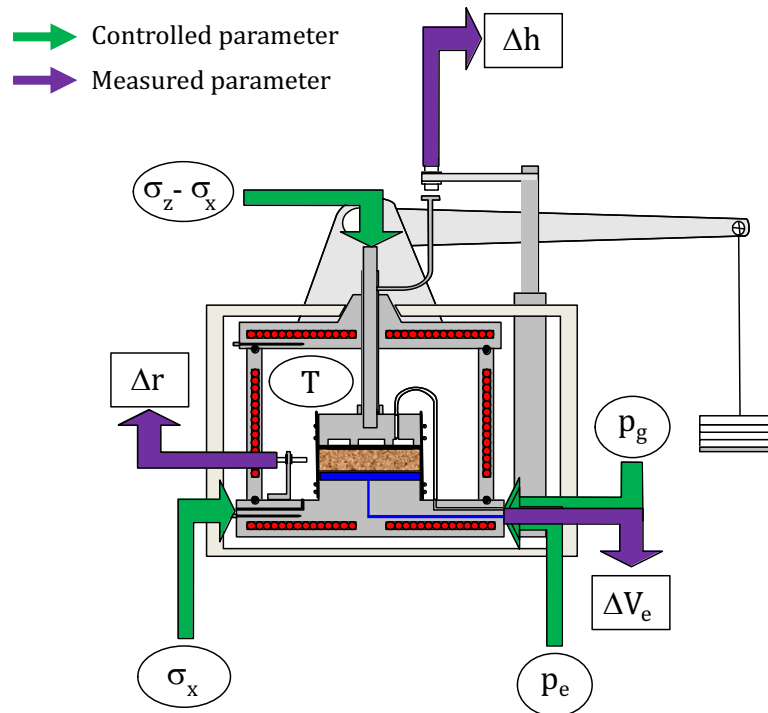 Controlled parameter
Measured parameter
Δh
σz- σx
T
Δr
pg
ΔVe
σx
pe